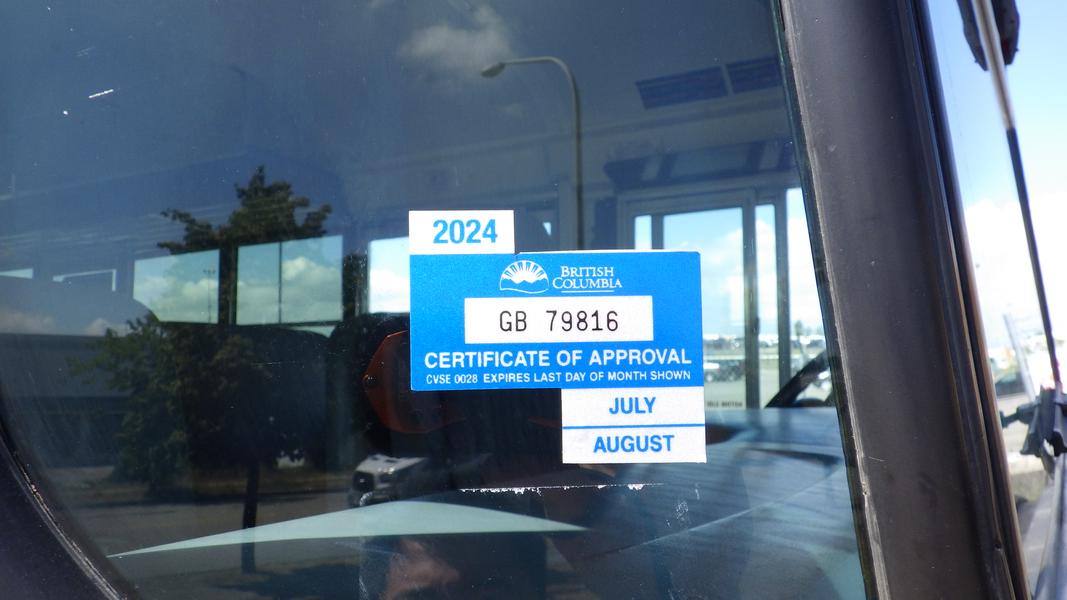 2024
BRITISH
COLUMBIA
GB 79816
CERTIFICATE OF APPROVAL
CVSE 0028 EXPIRES LAST DAY OF MONTH SHOWN
JULY
AUGUST